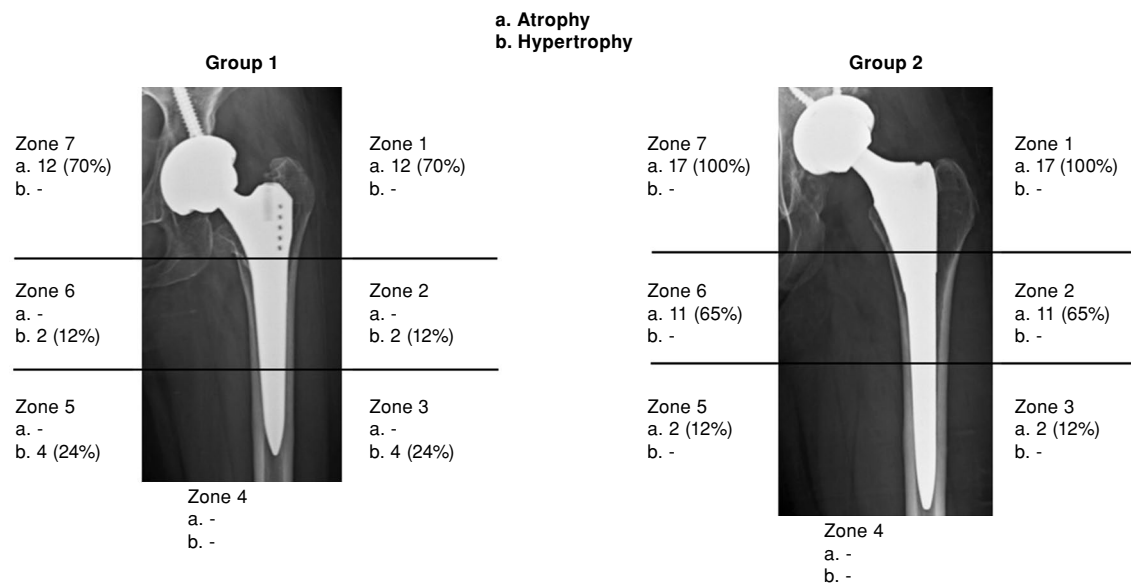 a. Atrophy
b. Hypertrophy
Group 1
Zone 7
a. 12 (70%)
b. -
Zone 1
a. 12 (70%)
b. -
Zone 6
a. -
b. 2 (12%)
Zone 2
a. -
b. 2 (12%)
Zone 5
a. -
b. 4 (24%)
Zone 3
a. -
b. 4 (24%)
Zone 4
a. -
b. -
Group 2
Zone 7
a. 17 (100%)
b. -
Zone 1
a. 17 (100%)
b. -
Zone 6
a. 11 (65%)
b. -
Zone 2
a. 11 (65%)
b. -
Zone 5
a. 2 (12%)
b. -
Zone 3
a. 2 (12%)
b. -
Zone 4
a. -
b. -